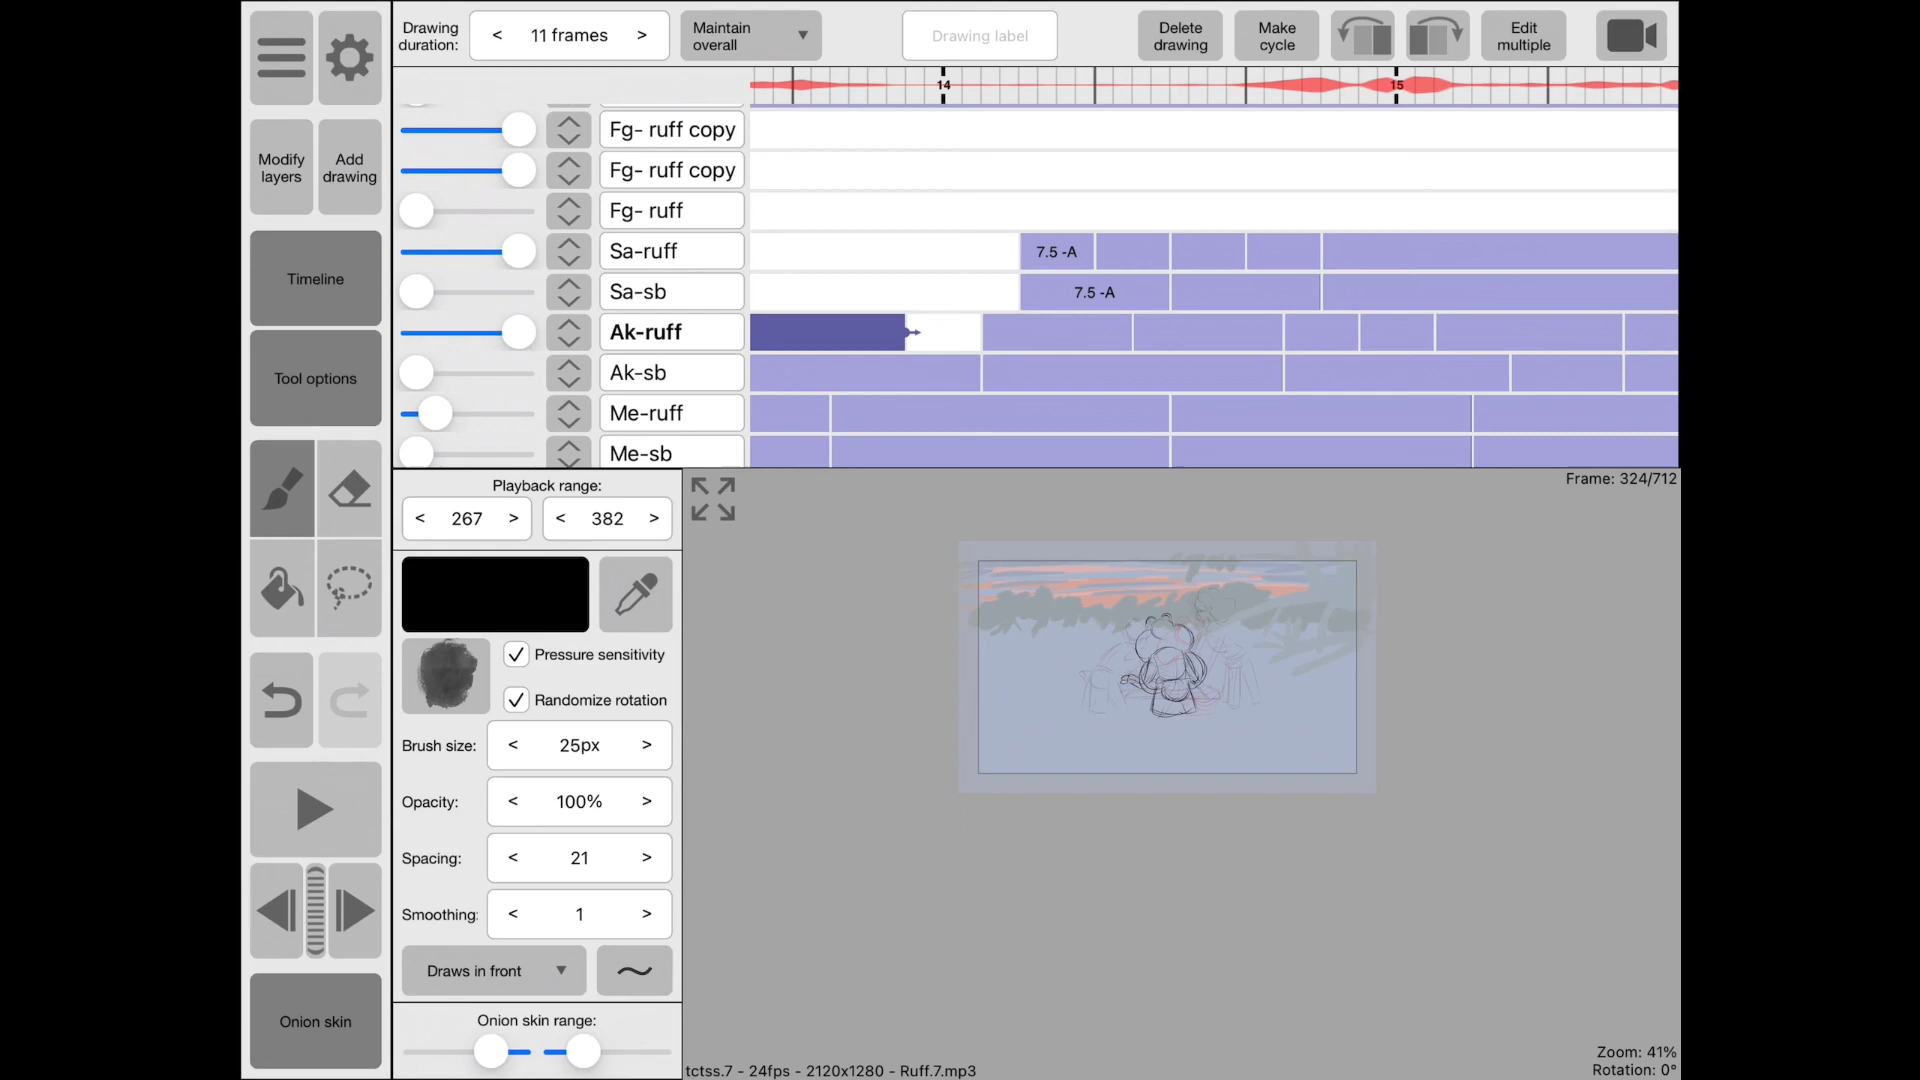 Drawing duration:
< 11 frames >
Maintain overall
Drawing label
Delete drawing
Make cycle
Edit multiple
14
15
Modify layers
Add drawing
Fg- ruff copy
Fg- ruff copy
Fg- ruff
Sa-ruff
7.5 -A
Sa-sb
7.5 -A
Ak-ruff
Ak-sb
Me-ruff
Me-sb
Timeline
Tool options
Playback range:
< 267 >
< 382 >
Frame: 324/712
Pressure sensitivity
Randomize rotation
Brush size:
< 25px >
Opacity:
< 100% >
Spacing:
< 21 >
Smoothing:
< 1 >
Draws in front
Onion skin
Onion skin range:
tctss.7 - 24fps - 2120x1280 - Ruff.7.mp3
Zoom: 41%
Rotation: 0°